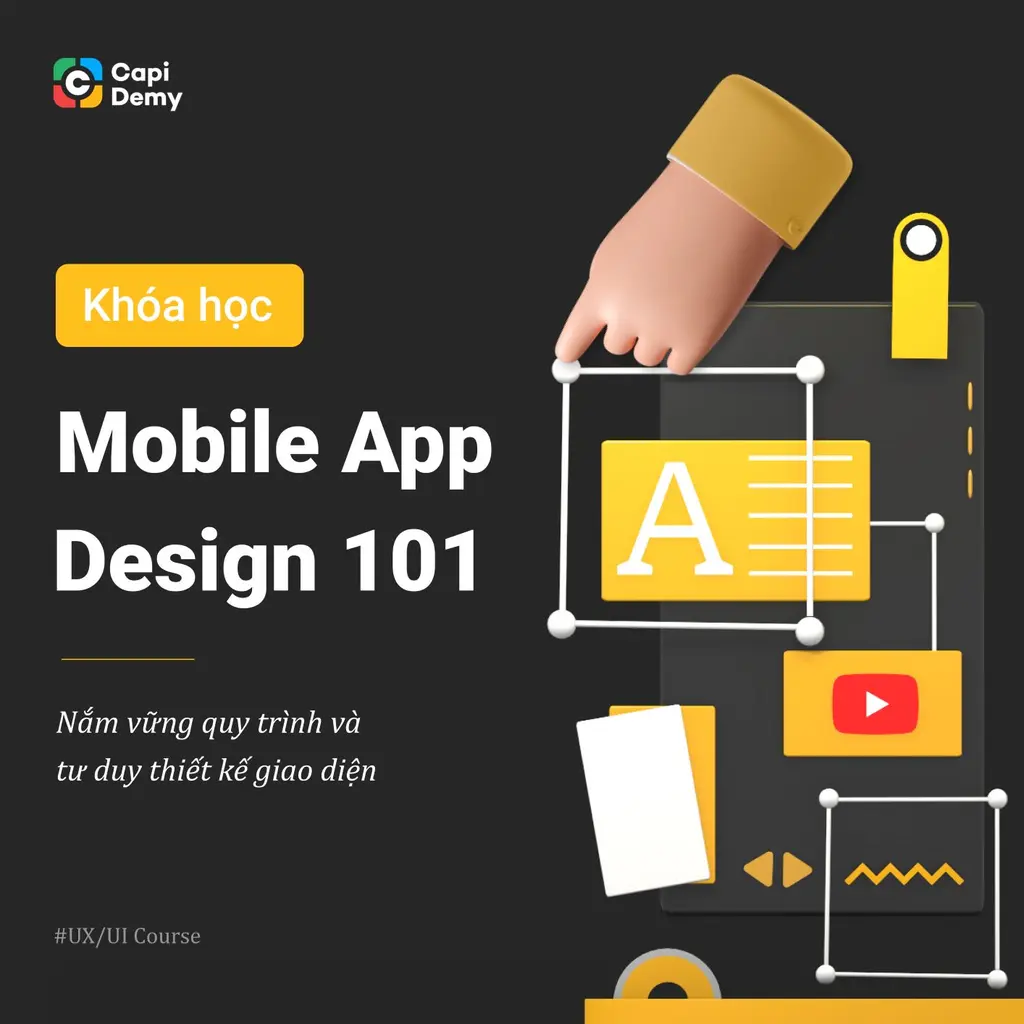 Capi
Demy
Khóa học
Mobile App
Design 101
A
Nắm vững quy trình và
tư duy thiết kế giao diện
#UX/UI Course